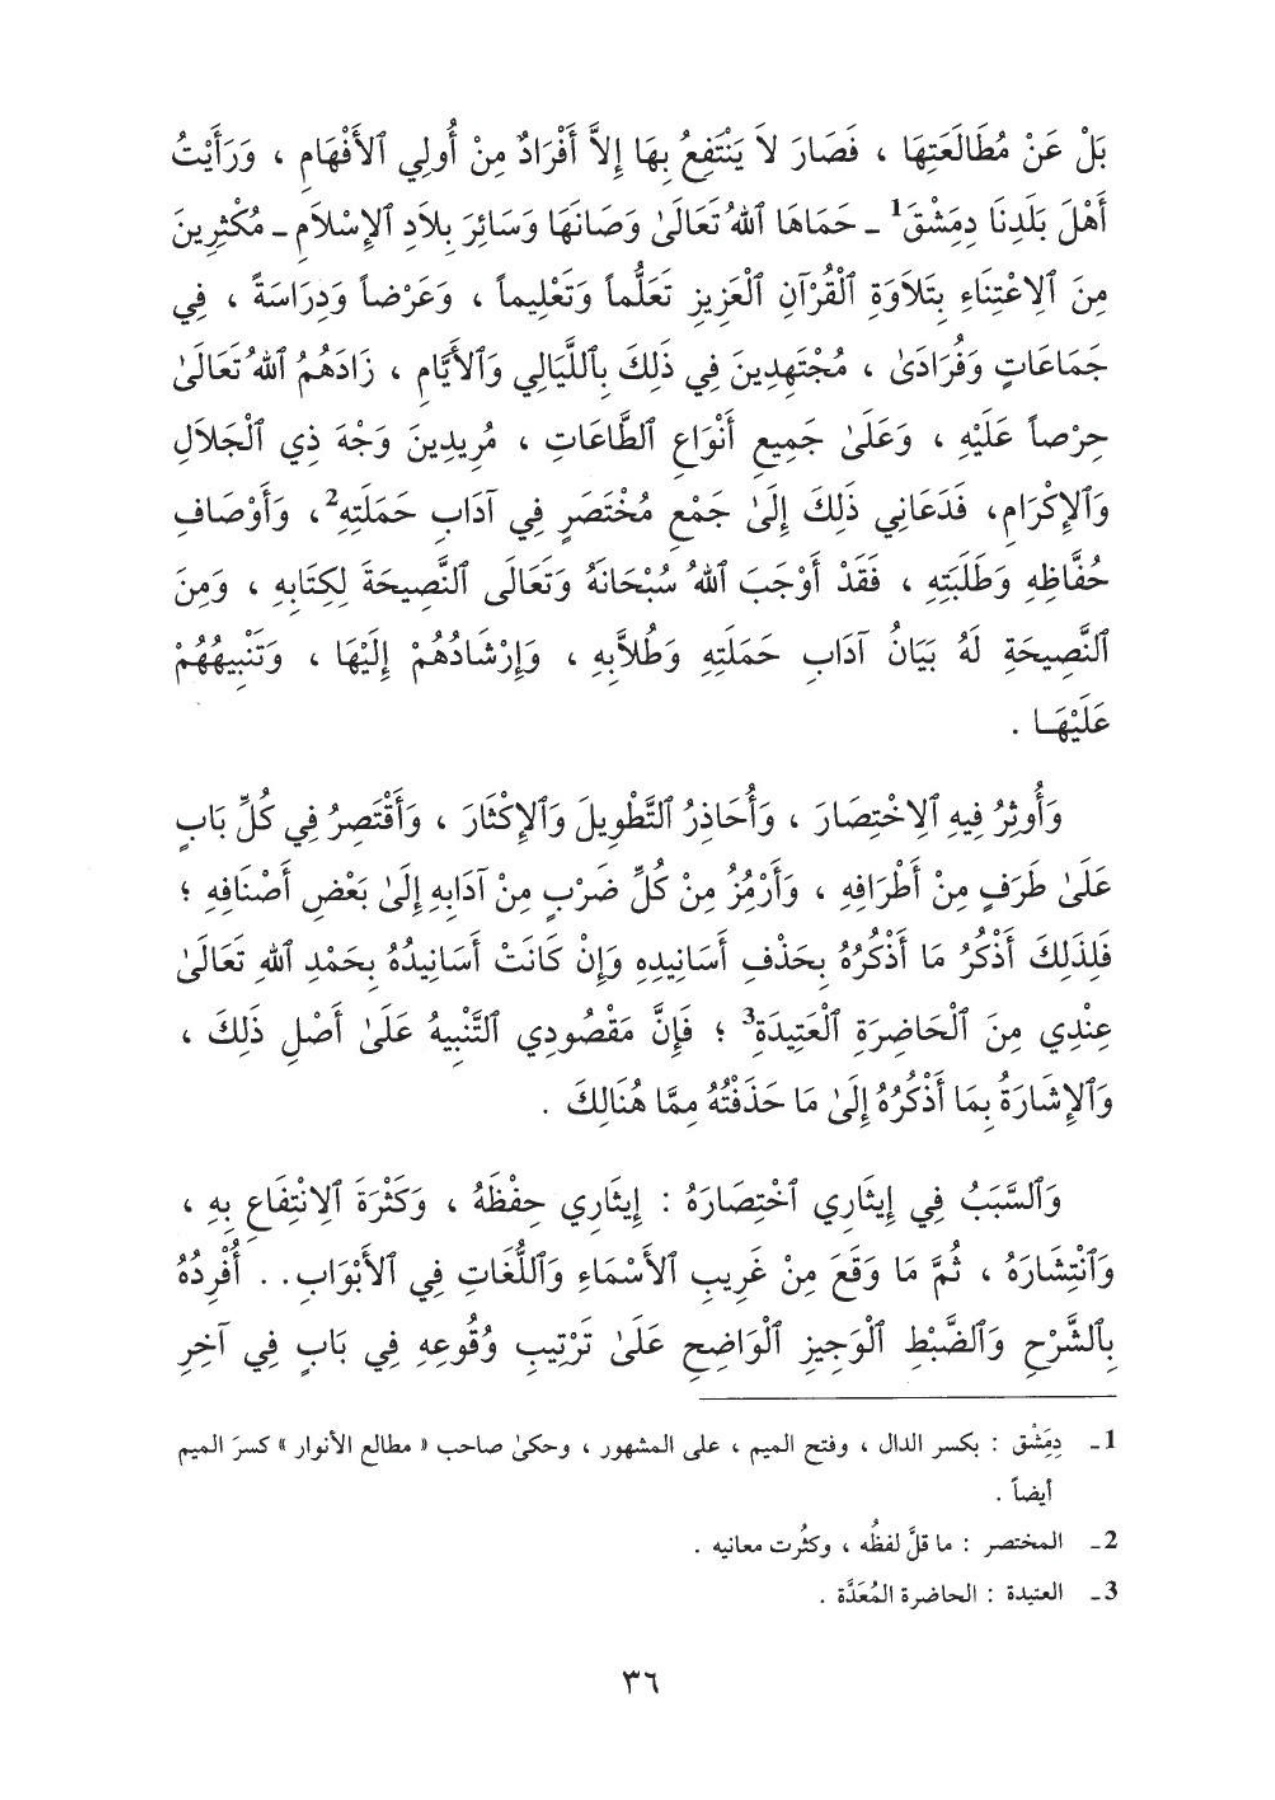 بَلْ عَنْ مُطَالَعَتِهَا ، فَصَارَ لاَ يَنْتَفِعُ بِهَا إِلاَّ أَفْرَادٌ مِنْ أُولِي ٱلأَفْهَامِ ، وَرَأَيْتُ
أَهْلَ بَلَدِنَا دِمَِشْقَ1 ـ حَمَاهَا ٱللهُ تَعَالَىٰ وَصَانَهَا وَسَائِرَ بِلاَدِ ٱلإِسْلاَمِ ـ مُكْثِرِينَ
مِنَ ٱلِاعْتِنَاءِ بِتَلاَوَةِ ٱلْقُرْآنِ ٱلْعَزِيزِ تَعَلُّماً وَتَعْلِيماً ، وَعَرْضاً وَدِرَاسَةً ، فِي
جَمَاعَاتٍ وَفُرَادَىٰ ، مُجْتَهِدِينَ فِي ذَلِكَ بِٱللَّيَالِي وَٱلأَيَّامِ ، زَادَهُمُ ٱللهُ تَعَالَىٰ
حِرْصاً عَلَيْهِ ، وَعَلَىٰ جَمِيعِ أَنْوَاعِ ٱلطَّاعَاتِ ، مُرِيدِينَ وَجْهَ ذِي ٱلْجَلاَلِ
وَٱلإِكْرَامِ، فَدَعَانِي ذَلِكَ إِلَىٰ جَمْعِ مُخْتَصَرٍ فِي آدَابِ حَمَلَتِهِ2، وَأَوْصَافِ
حُفَّاظِهِ وَطَلَبَتِهِ ، فَقَدْ أَوْجَبَ ٱللهُ سُبْحَانَهُ وَتَعَالَى ٱلنَّصِيحَةَ لِكِتَابِهِ ، وَمِنَ
ٱلنَّصِيحَةِ لَهُ بَيَانُ آدَابِ حَمَلَتِهِ وَطُلاَّبِهِ ، وَإِرْشَادُهُمْ إِلَيْهَا ، وَتَنْبِيهُهُمْ
عَلَيْهَـا .
وَأُوثِرُ فِيهِ ٱلِاخْتِصَارَ ، وَأُحَاذِرُ ٱلتَّطْوِيلَ وَٱلإِكْثَارَ ، وَأَقْتَصِرُ فِي كُلِّ بَابٍ
عَلَىٰ طَرَفٍ مِنْ أَطْرَافِهِ ، وَأَرْمُزُ مِنْ كُلِّ ضَرْبٍ مِنْ آدَابِهِ إِلَىٰ بَعْضِ أَصْنَافِهِ ؛
فَلِذَلِكَ أَذْكُرُ مَا أَذْكُرُهُ بِحَذْفِ أَسَانِيدِهِ وَإِنْ كَانَتْ أَسَانِيدُهُ بِحَمْدِ ٱللهِ تَعَالَىٰ
عِنْدِي مِنَ ٱلْحَاضِرَةِ ٱلْعَتِيدَةِ3 ؛ فَإِنَّ مَقْصُودِي ٱلتَّنْبِيهُ عَلَىٰ أَصْلِ ذَلِكَ ،
وَٱلإِشَارَةُ بِمَا أَذْكُرُهُ إِلَىٰ مَا حَذَفْتُهُ مِمَّا هُنَالِكَ .
وَٱلسَّبَبُ فِي إِيثَارِي ٱخْتِصَارَهُ : إِيثَارِي حِفْظَهُ ، وَكَثْرَةَ ٱلِانْتِفَاعِ بِهِ ،
وَٱنْتِشَارَهُ ، ثُمَّ مَا وَقَعَ مِنْ غَرِيبِ ٱلأَسْمَاءِ وَٱللُّغَاتِ فِي ٱلأَبْوَابِ. . أُفْرِدُهُ
بِٱلشَّرْحِ وَٱلضَّبْطِ ٱلْوَجِيزِ ٱلْوَاضِحِ عَلَىٰ تَرْتِيبِ وُقُوعِهِ فِي بَابٍ فِي آخِرِ
1ـ دِمَِشْق : بكسر الدال ، وفتح الميم ، على المشهور ، وحكىٰ صاحب « مطالع الأنوار » كسرَ الميم
أيضاً .
2ـ المختصر : ما قلَّ لفظُه ، وكثُرت معانيه .
3ـ العتيدة : الحاضرة المُعَدَّة .
٣٦